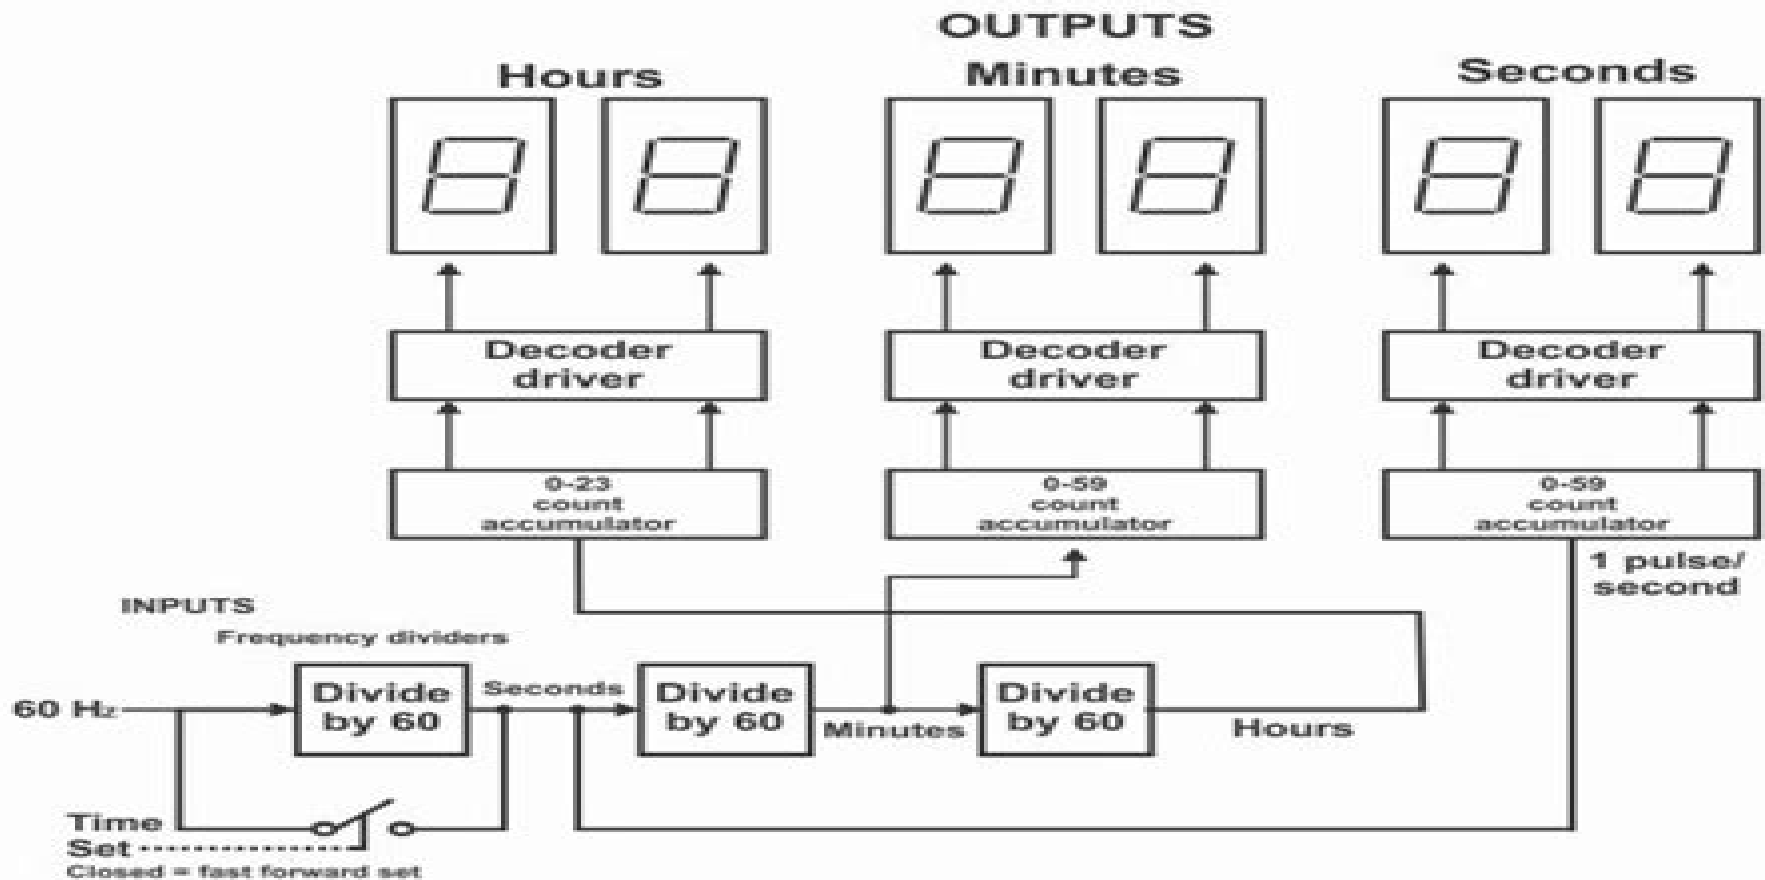 OUTPUTS
Hours
Minutes
Seconds
Decoder
driver
Decoder
driver
Decoder
driver
0-23
count
accumulator
0-59
count
accumulator
0-59
count
accumulator
1 pulse/
second
INPUTS
Frequency dividers
60 Hz
Divide
by 60
Seconds
Divide
by 60
Minutes
Divide
by 60
Hours
Time
Set
Closed = fast forward set